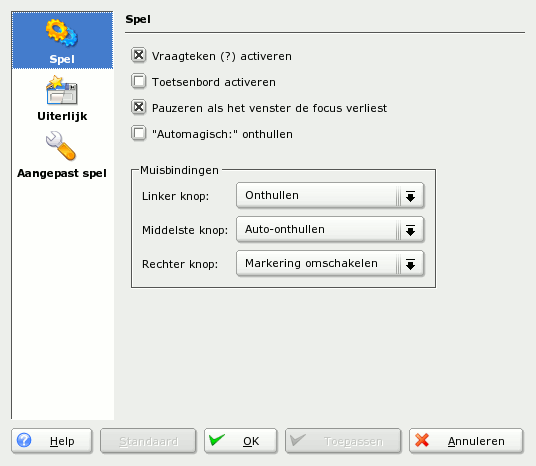 Spel
Uiterlijk
Aangepast spel
Spel
Vraagteken (?) activeren
Toetsenbord activeren
Pauzeren als het venster de focus verliest
"Automagisch:" onthullen
Muisbindingen
Linker knop: Onthullen
Middelste knop: Auto-onthullen
Rechter knop: Markering omschakelen
Help Standaard OK Toepassen Annuleren